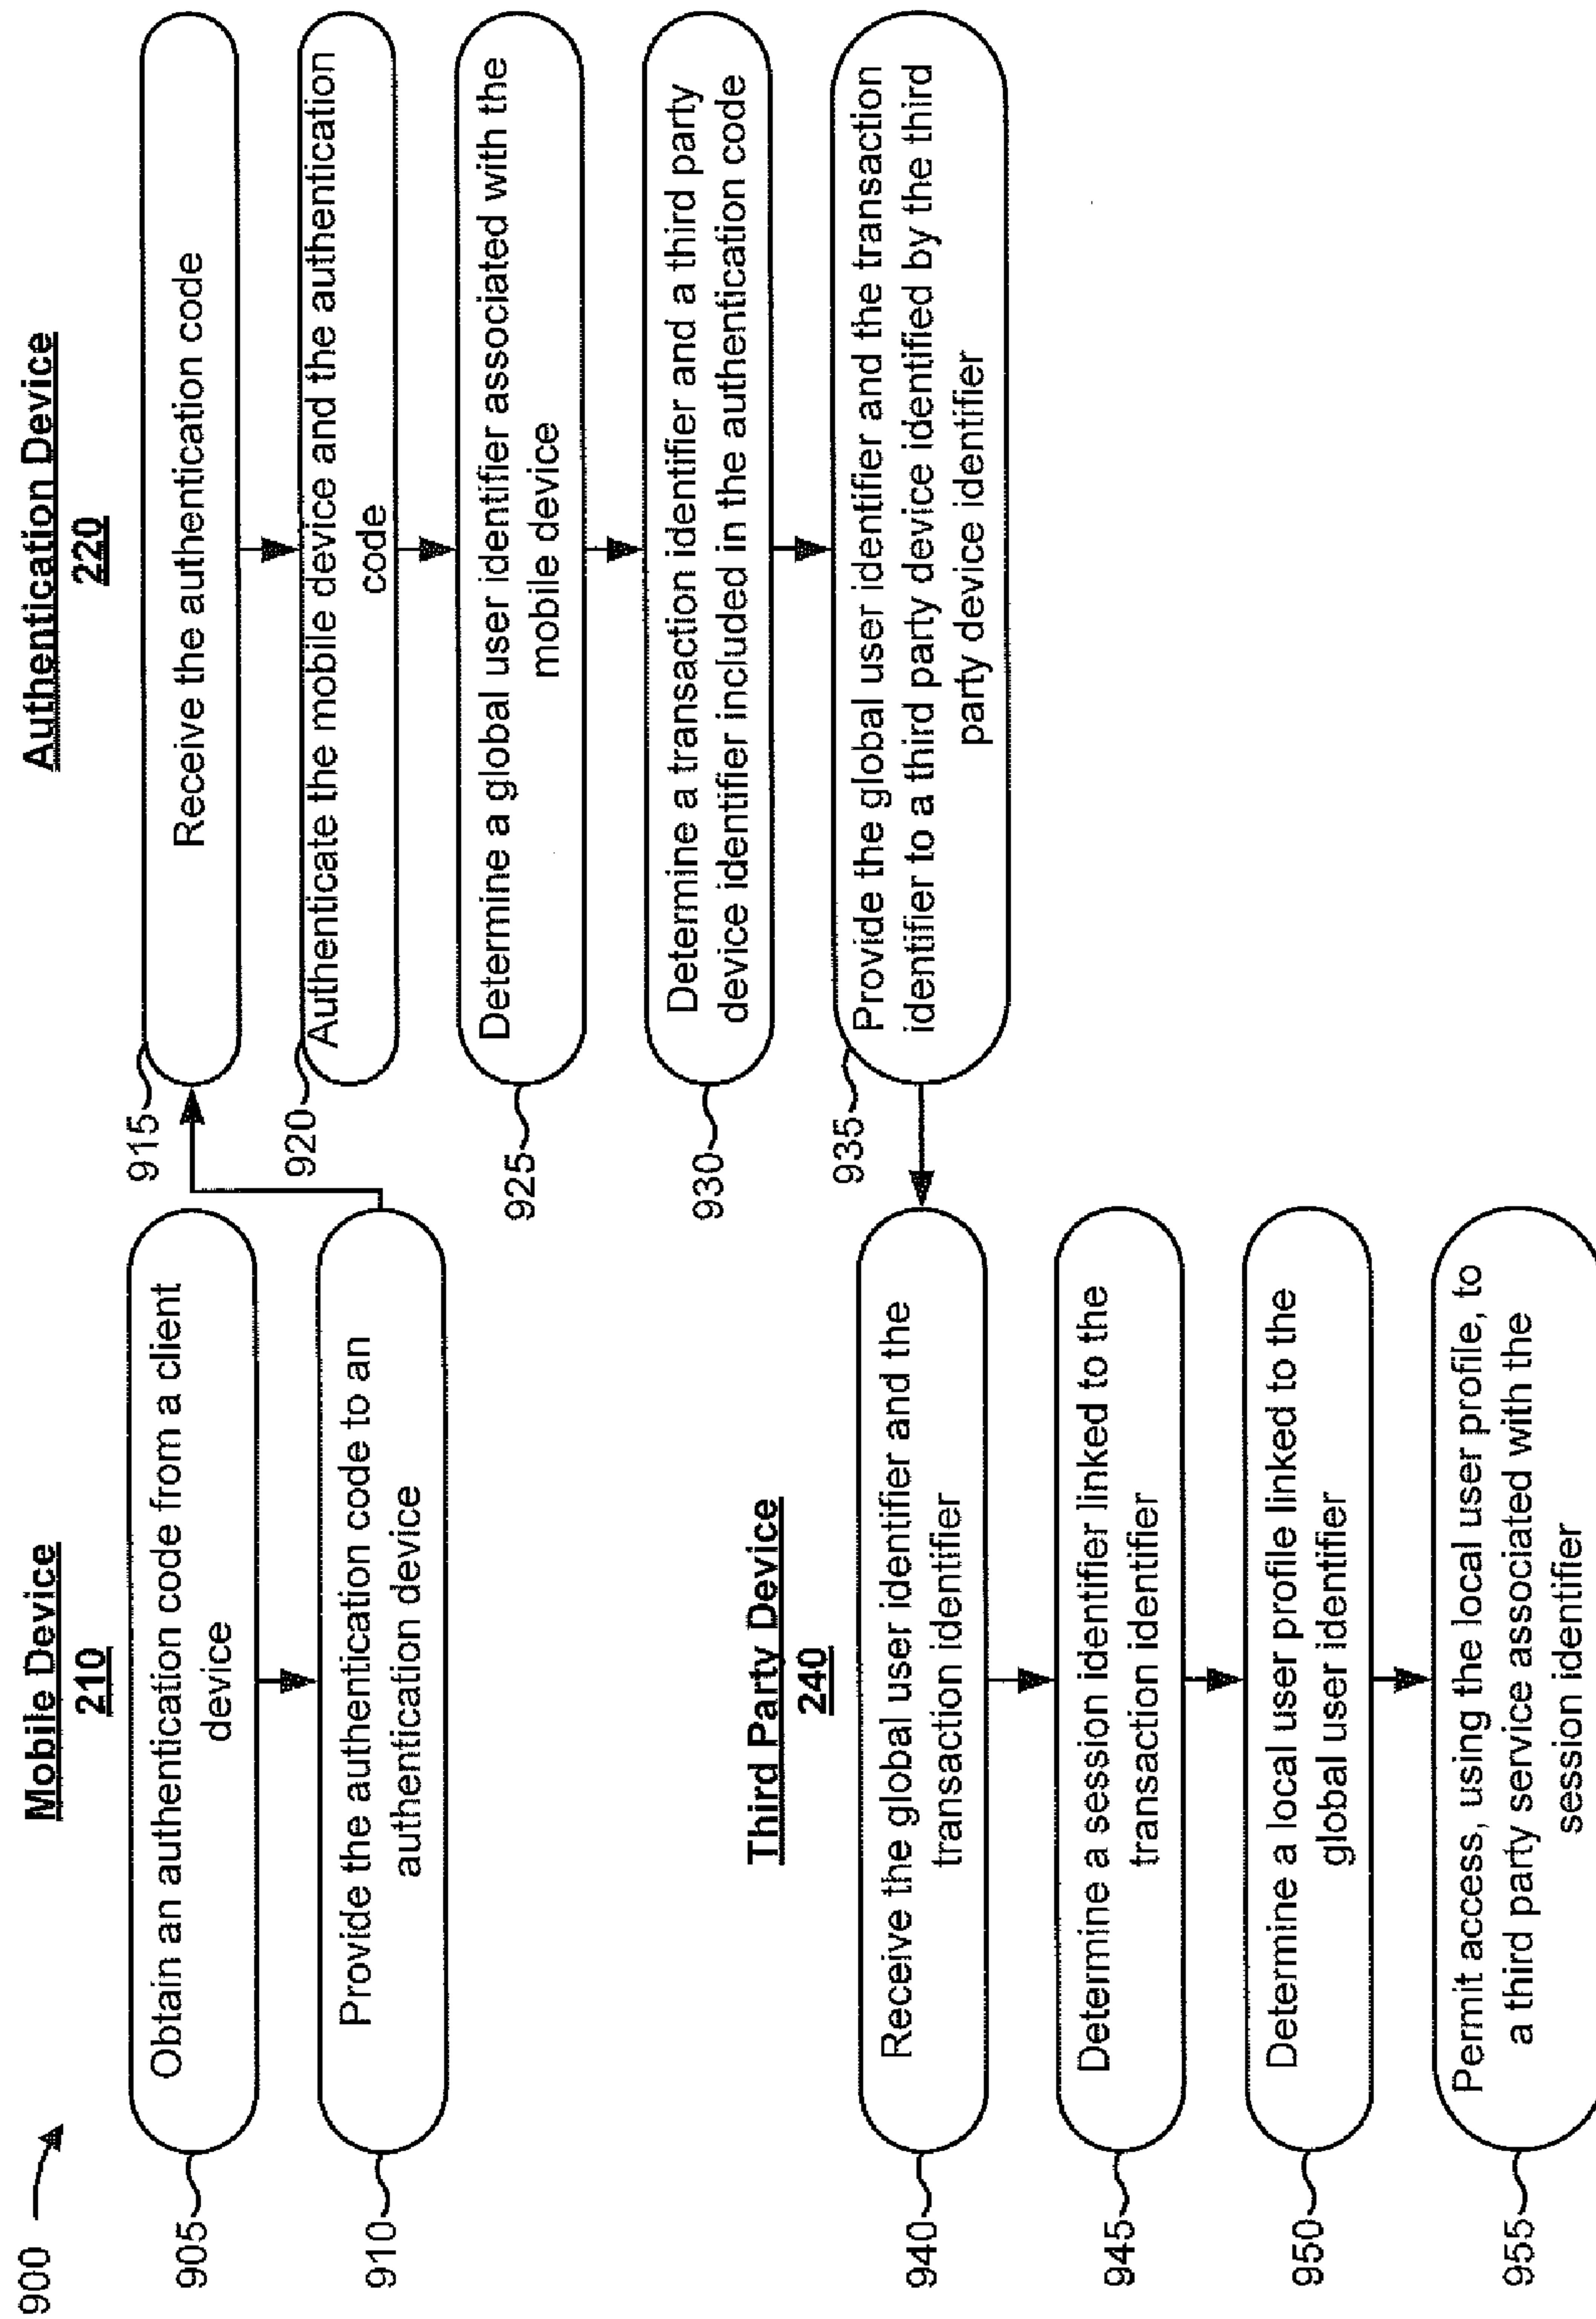 900
Mobile Device
210
905
Obtain an authentication code from a client
device
910
Provide the authentication code to an
authentication device
Authentication Device
220
915
Receive the authentication code
920
Authenticate the mobile device and the authentication
code
925
Determine a global user identifier associated with the
mobile device
930
Determine a transaction identifier and a third party
device identifier included in the authentication code
935
Provide the global user identifier and the transaction
identifier to a third party device identified by the third
party device identifier
Third Party Device
240
940
Receive the global user identifier and the
transaction identifier
945
Determine a session identifier linked to the
transaction identifier
950
Determine a local user profile linked to the
global user identifier
955
Permit access, using the local user profile, to
a third party service associated with the
session identifier